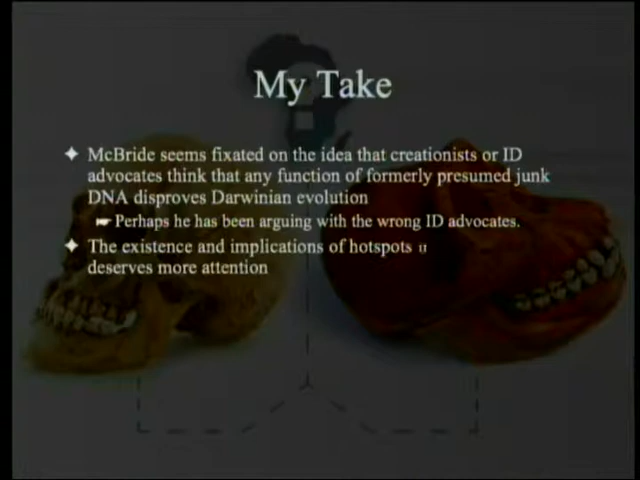 My Take
McBride seems fixated on the idea that creationists or ID
advocates think that any function of formerly presumed junk
DNA disproves Darwinian evolution
Perhaps he has been arguing with the wrong ID advocates.
The existence and implications of hotspots
deserves more attention